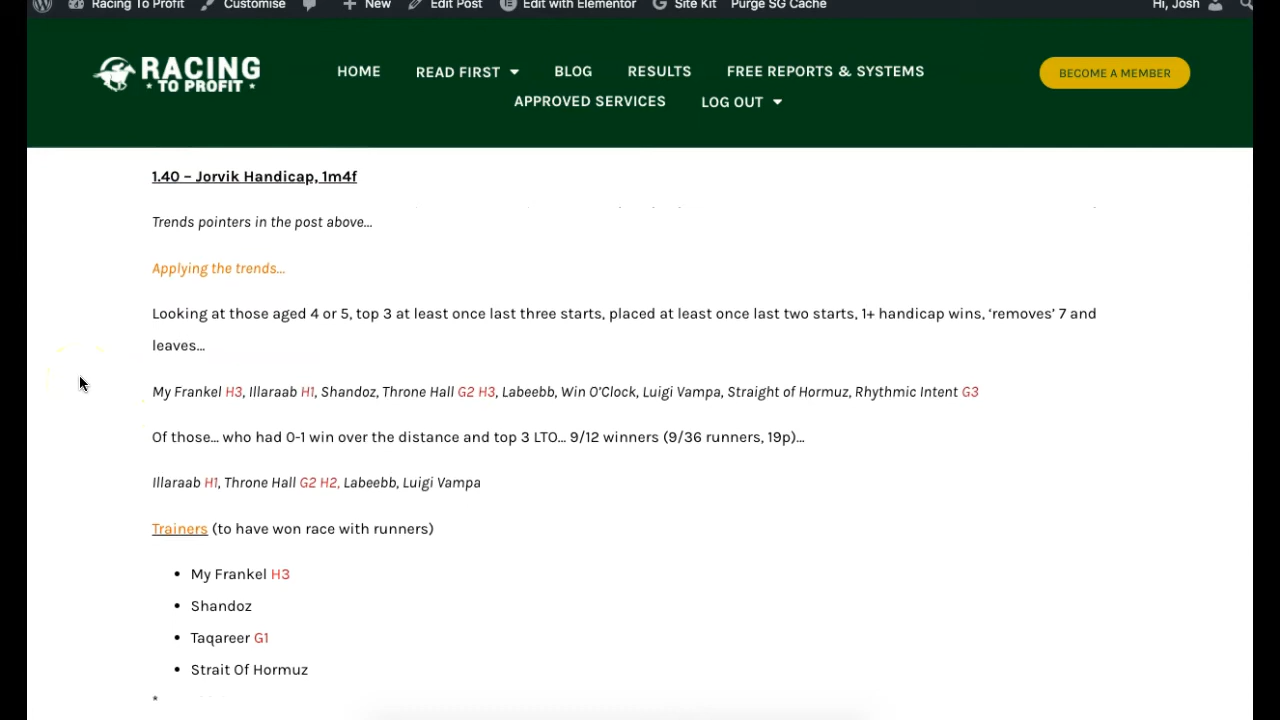 Racing To Profit Customise New Edit Post Edit with Elementor Site Kit Purge SG Cache Hi, Josh
RACING
TO PROFIT
HOME READ FIRST BLOG RESULTS FREE REPORTS & SYSTEMS
APPROVED SERVICES LOG OUT
BECOME A MEMBER
1.40 – Jorvik Handicap, 1m4f
Trends pointers in the post above...
Applying the trends...
Looking at those aged 4 or 5, top 3 at least once last three starts, placed at least once last two starts, 1+ handicap wins, ‘removes’ 7 and
leaves...
My Frankel H3, Illaraab H1, Shandoz, Throne Hall G2 H3, Labeebb, Win O’Clock, Luigi Vampa, Straight of Hormuz, Rhythmic Intent G3
Of those... who had 0-1 win over the distance and top 3 LTO... 9/12 winners (9/36 runners, 19p)...
Illaraab H1, Throne Hall G2 H2, Labeebb, Luigi Vampa
Trainers (to have won race with runners)
• My Frankel H3
• Shandoz
• Taqareer G1
• Strait Of Hormuz
*